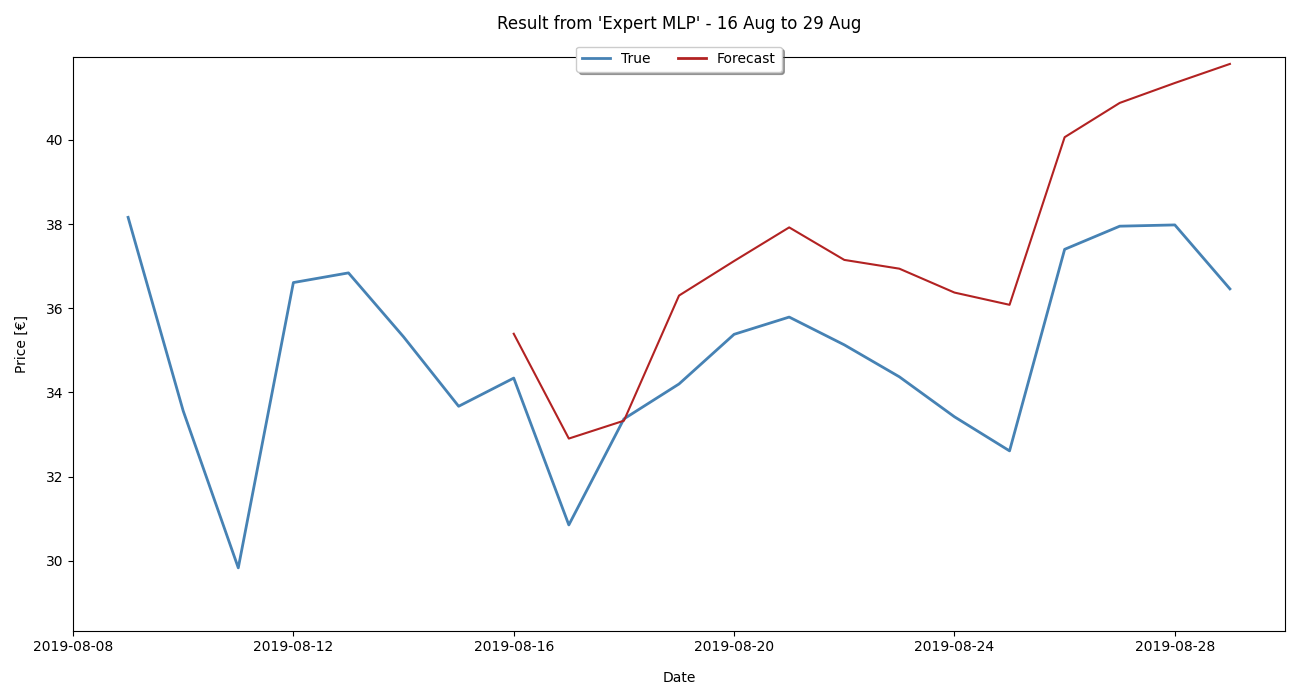 Result from 'Expert MLP' - 16 Aug to 29 Aug
True Forecast
40
38
36
34
32
30
Price [€]
2019-08-08 2019-08-12 2019-08-16 2019-08-20 2019-08-24 2019-08-28
Date